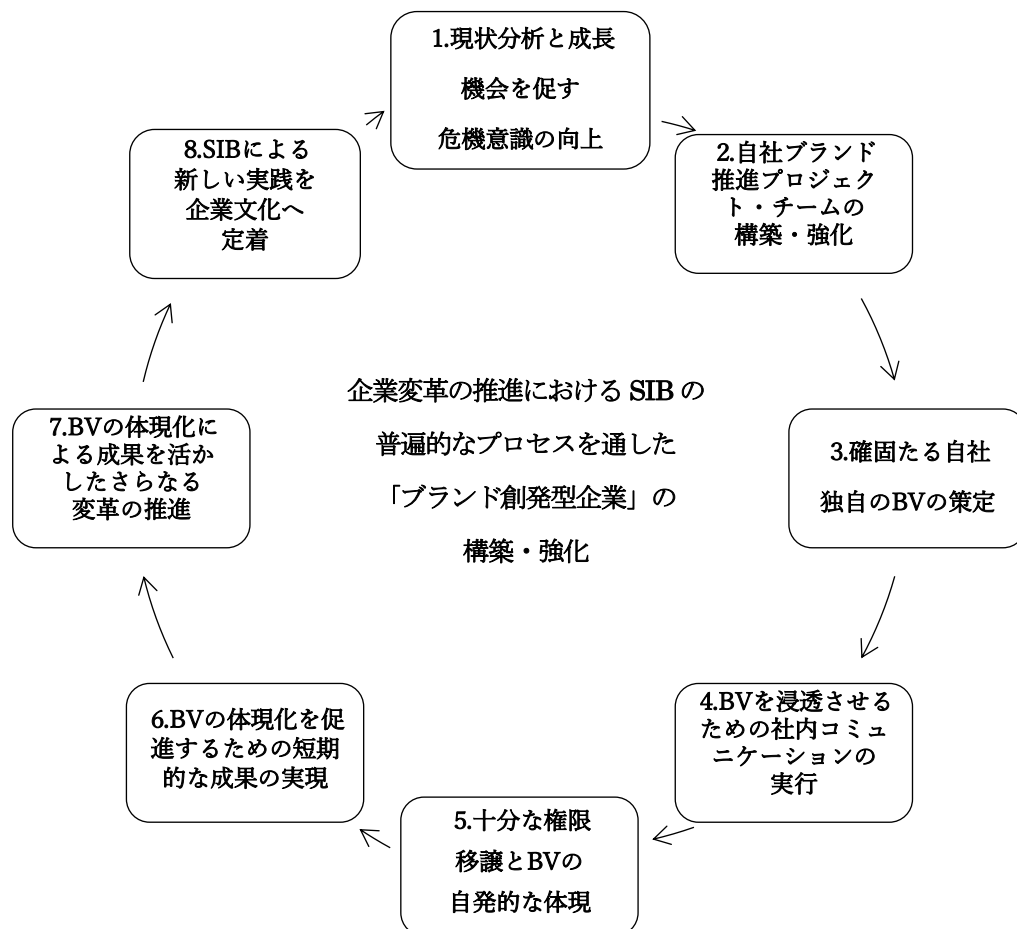 1.現状分析と成長
機会を促す
危機意識の向上
2.自社ブランド
推進プロジェク
ト・チームの
構築・強化
3.確固たる自社
独自のBVの策定
4.BVを浸透させる
ための社内コミュ
ニケーションの
実行
5.十分な権限
移譲とBVの
自発的な体現
6.BVの体現化を促
進するための短期
的な成果の実現
7.BVの体現化に
よる成果を活か
したさらなる
変革の推進
8.SIBによる
新しい実践を
企業文化へ
定着
企業変革の推進における SIB の
普遍的なプロセスを通した
「ブランド創発型企業」の
構築・強化